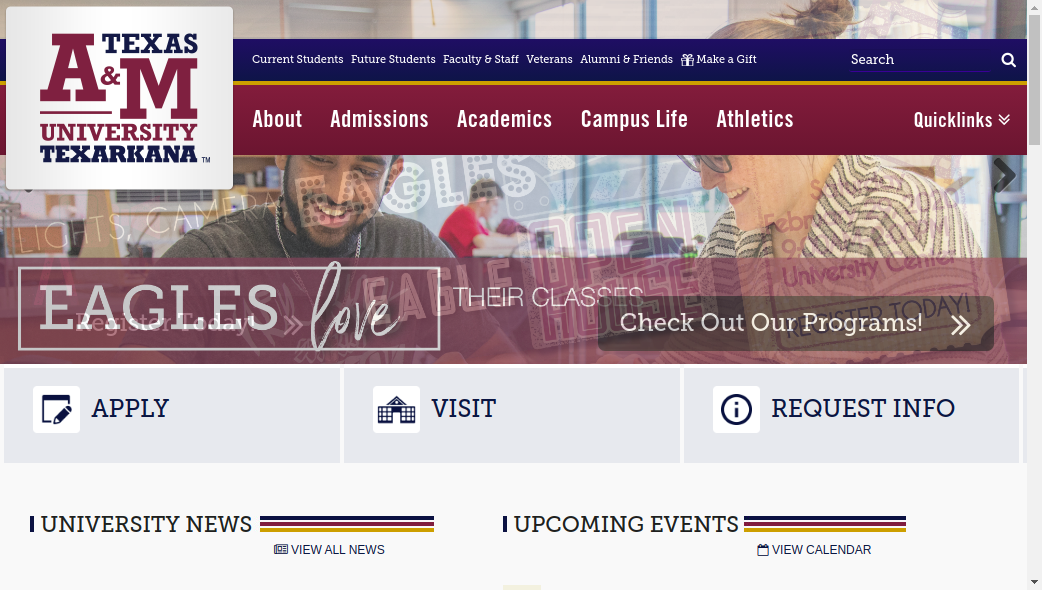 TEXAS
A&M
UNIVERSITY
TEXARKANA
TM
Current Students Future Students Faculty & Staff Veterans Alumni & Friends Make a Gift
Search
About Admissions Academics Campus Life Athletics
Quicklinks
LIGHTS, CAMERA
EAGLES
EAGLE OPEN
HOUSE
University Center
REGISTER TODAY!
EAGLES love THEIR CLASSES
Register Today!
Check Out Our Programs!
APPLY
VISIT
REQUEST INFO
UNIVERSITY NEWS
VIEW ALL NEWS
UPCOMING EVENTS
VIEW CALENDAR